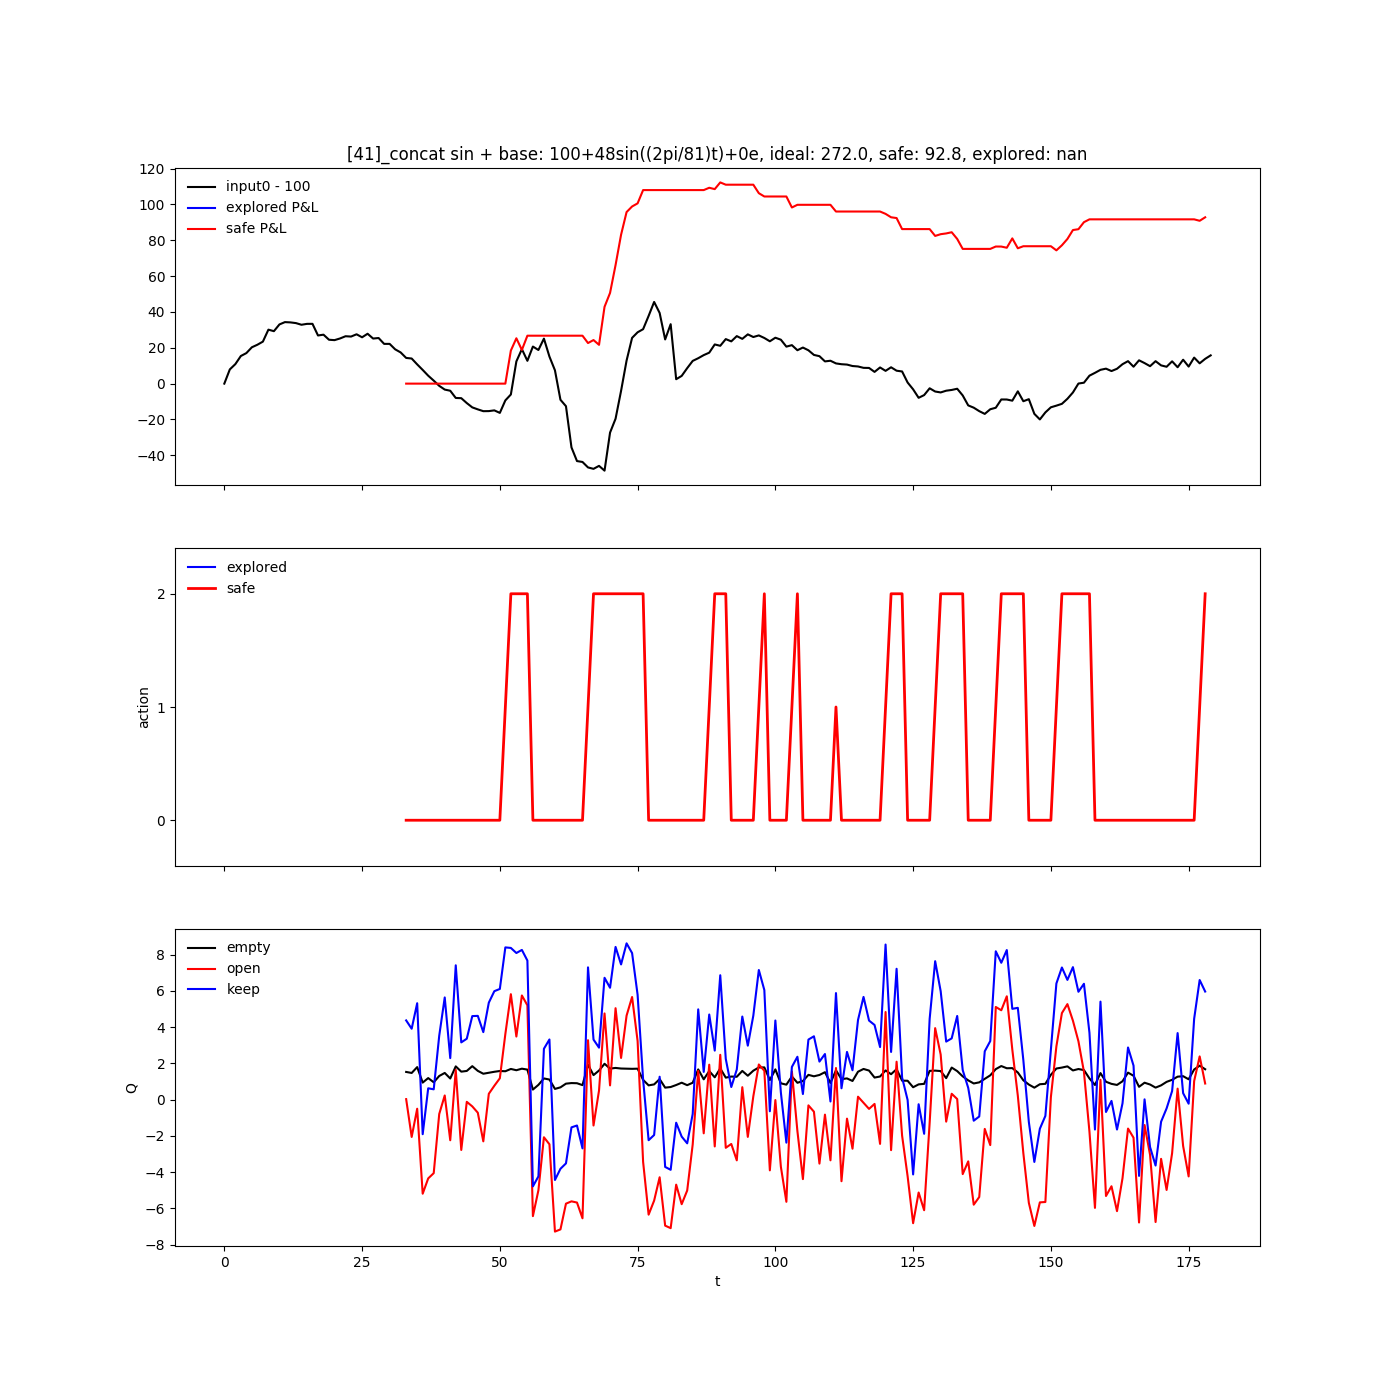 [41]_concat sin + base: 100+48sin((2pi/81)t)+0e, ideal: 272.0, safe: 92.8, explored: nan
120
100
80
60
40
20
0
−20
−40
input0 - 100
explored P&L
safe P&L
action
2
1
0
explored
safe
Q
8
6
4
2
0
−2
−4
−6
−8
empty
open
keep
0 25 50 75 100 125 150 175
t